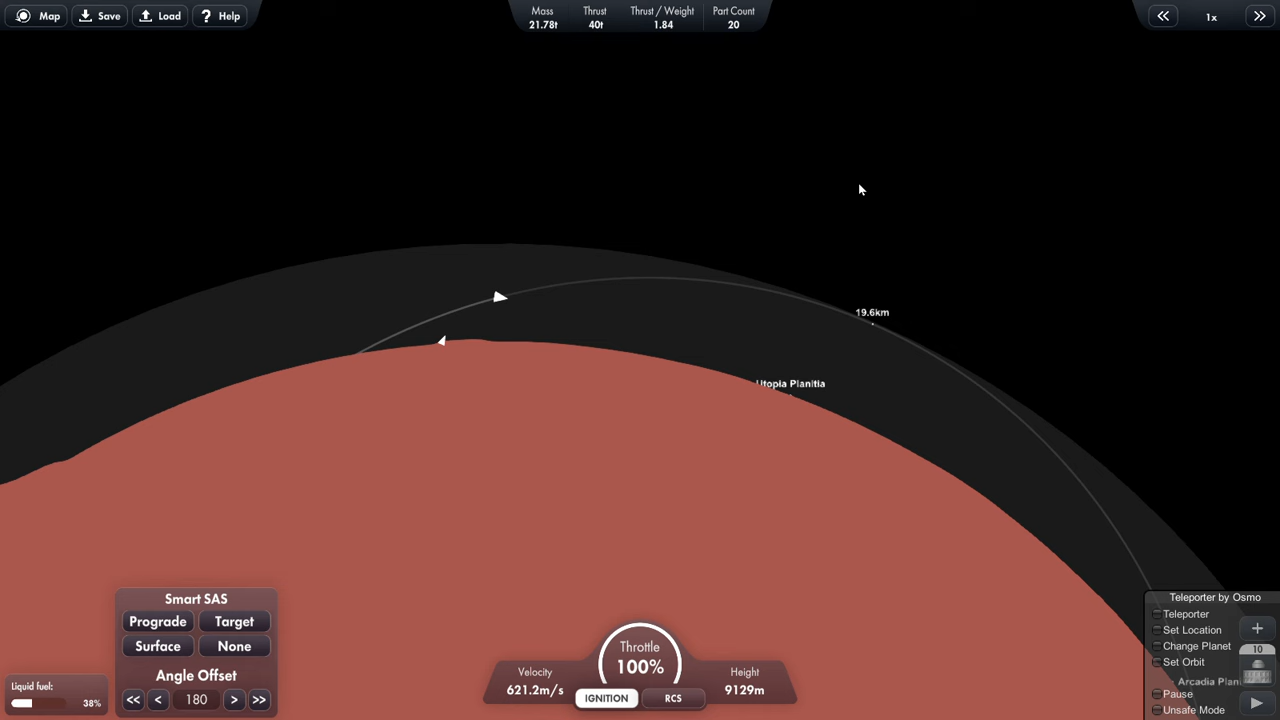 Map
Save
Load
Help
Mass
21.78t
Thrust
40t
Thrust / Weight
1.84
Part Count
20
1x
19.6km
Utopia Planitia
Smart SAS
Prograde
Target
Surface
None
Angle Offset
<<
<
180
>
>>
Liquid fuel:
38%
Throttle
100%
Velocity
621.2m/s
Height
9129m
IGNITION
RCS
Teleporter by Osmo
Teleporter
Set Location
Change Planet
Set Orbit
Pause
Unsafe Mode
10